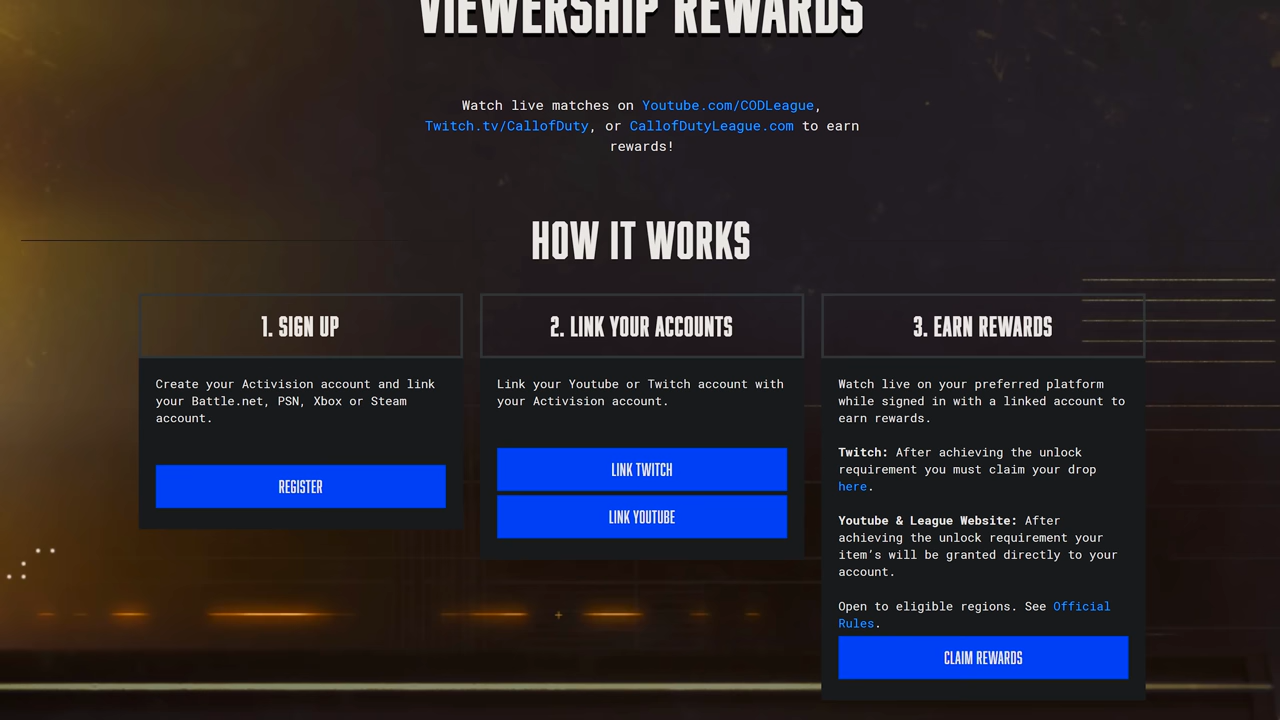 VIEWERSHIP REWARDS
Watch live matches on Youtube.com/CODLeague,
Twitch.tv/CallofDuty, or CallofDutyLeague.com to earn
rewards!
HOW IT WORKS
1. SIGN UP
Create your Activision account and link
your Battle.net, PSN, Xbox or Steam
account.
REGISTER
2. LINK YOUR ACCOUNTS
Link your Youtube or Twitch account with
your Activision account.
LINK TWITCH
LINK YOUTUBE
3. EARN REWARDS
Watch live on your preferred platform
while signed in with a linked account to
earn rewards.
Twitch: After achieving the unlock
requirement you must claim your drop
here.
Youtube & League Website: After
achieving the unlock requirement your
item's will be granted directly to your
account.
Open to eligible regions. See Official
Rules.
CLAIM REWARDS